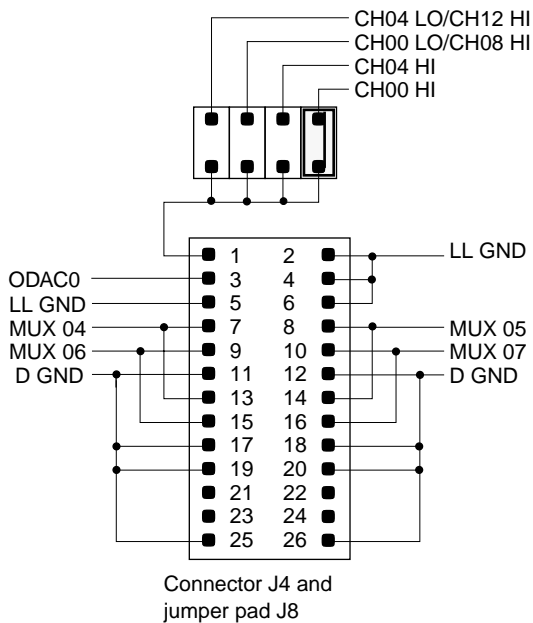 CH04 LO/CH12 HI
CH00 LO/CH08 HI
CH04 HI
CH00 HI
1 2 LL GND
ODAC0 3 4
LL GND 5 6
MUX 04 7 8 MUX 05
MUX 06 9 10 MUX 07
D GND 11 12 D GND
13 14
15 16
17 18
19 20
21 22
23 24
25 26
Connector J4 and
jumper pad J8